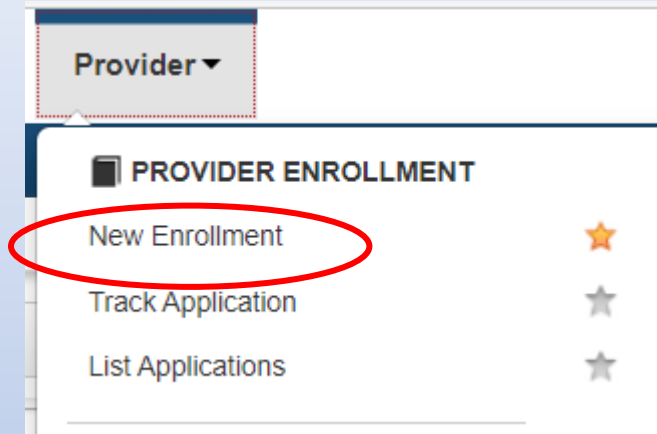 Provider
PROVIDER ENROLLMENT
New Enrollment
Track Application
List Applications